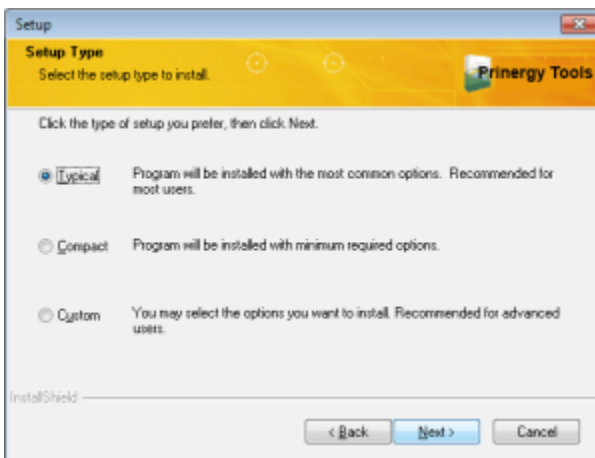 Setup
Setup Type
Select the setup type to install.
Prinergy Tools
Click the type of setup you prefer, then click Next.
Typical
Program will be installed with the most common options. Recommended for
most users.
Compact
Program will be installed with minimum required options.
Custom
You may select the options you want to install. Recommended for advanced
users.
InstallShield
< Back
Next >
Cancel